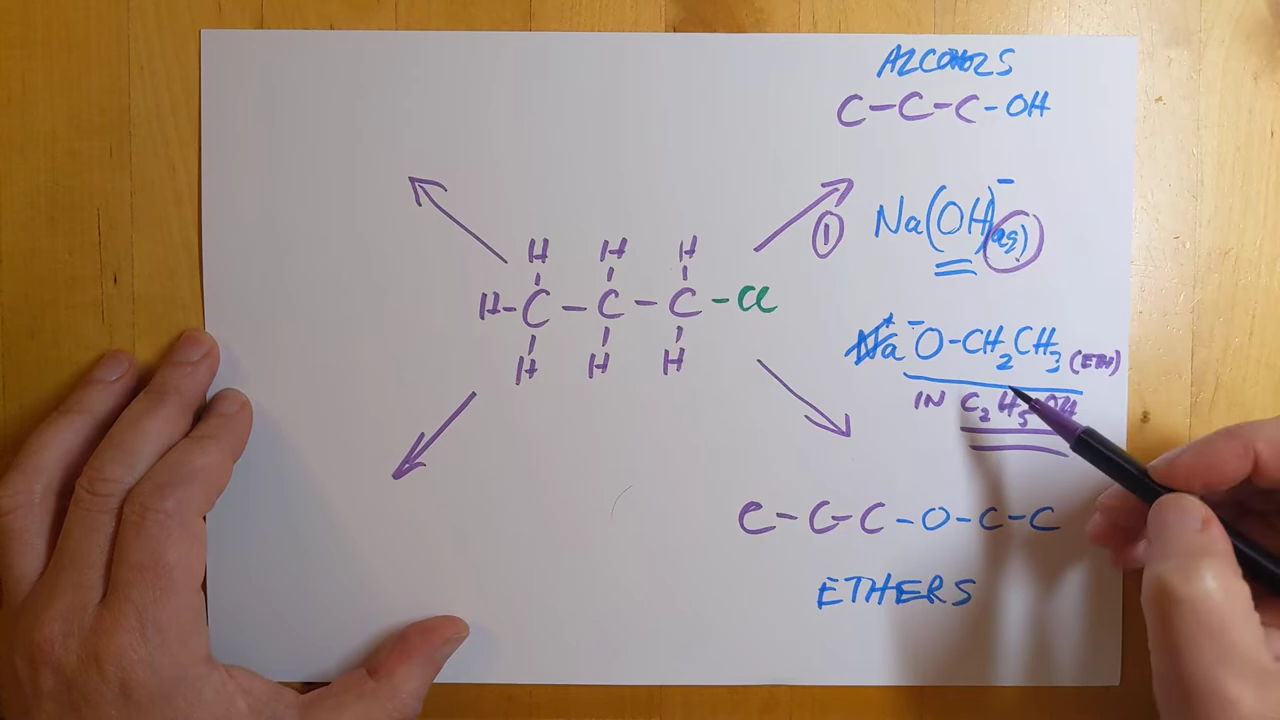 ALCOHOLS
C-C-C-OH
①
Na(OH)⁻(aq)
H H H
H-C-C-C-Cl
H H H
Na⁺ ⁻O-CH₂CH₃ (ETH)
IN C₂H₅OH
C-C-C-O-C-C
ETHERS